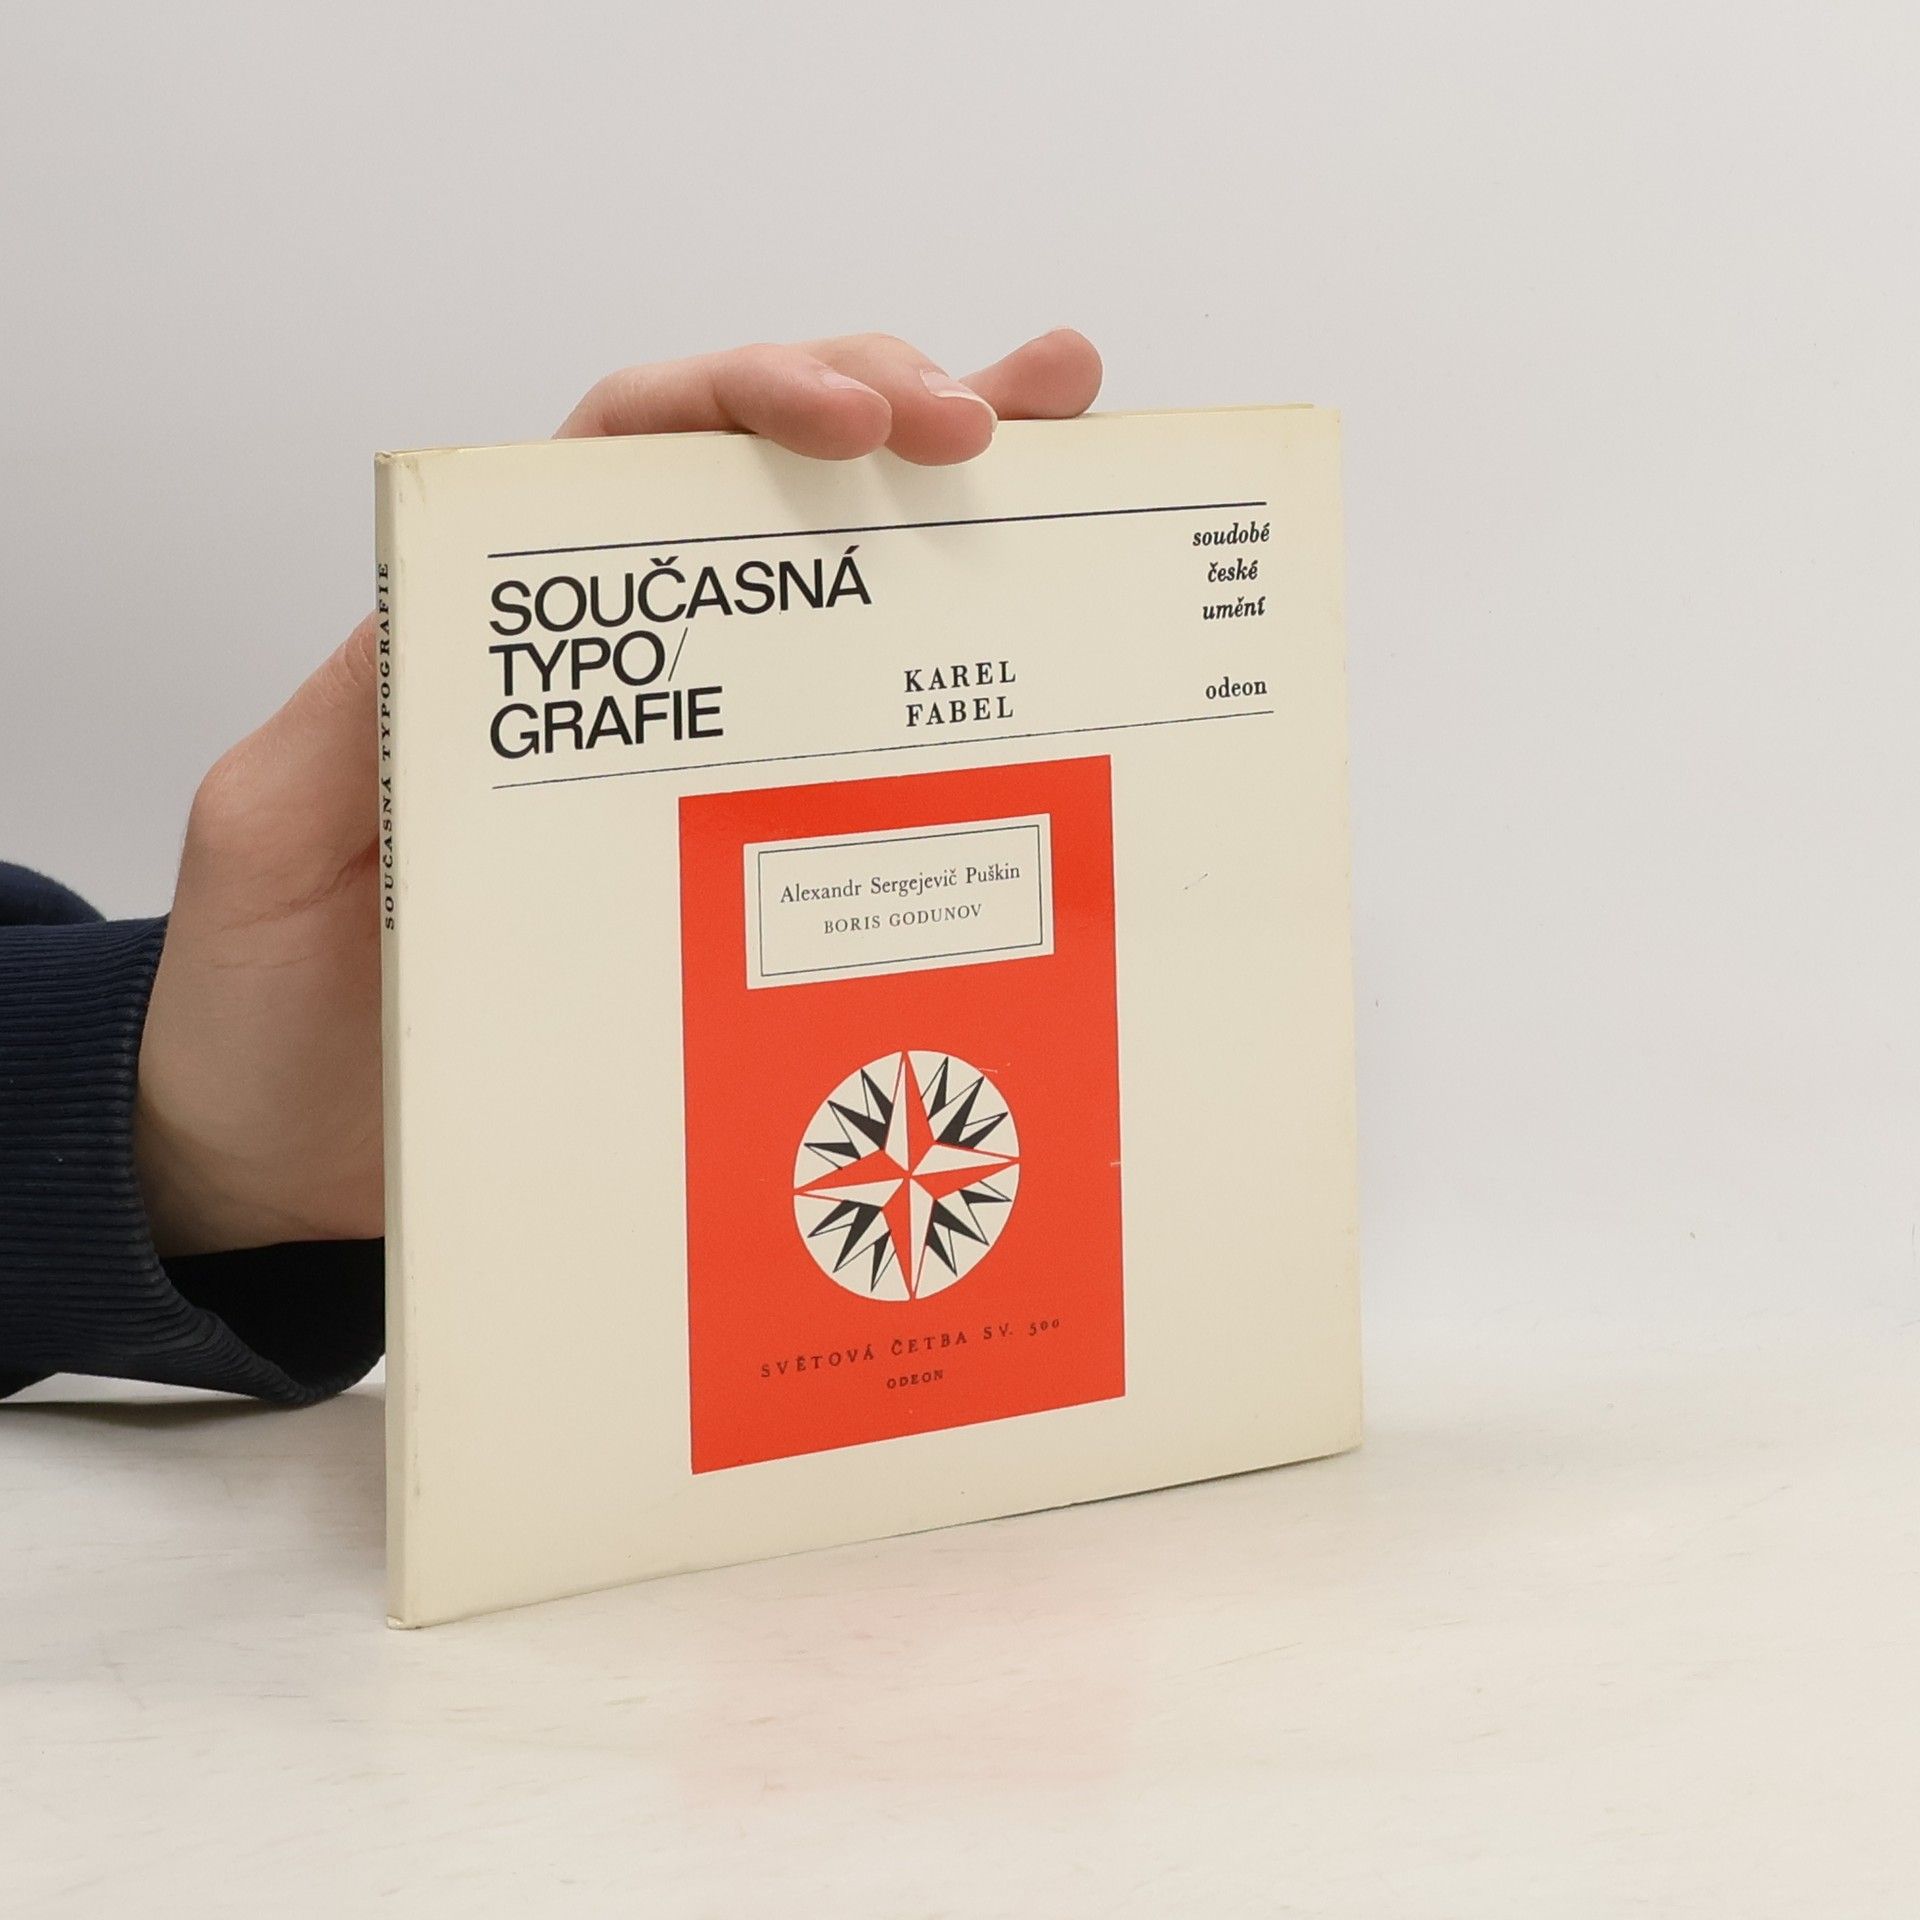 SOUČASNÁ TYPOGRAFIE
SOUČASNÁ
TYPO/
GRAFIE
KAREL
FABEL
soudobé
české
umění
odeon
Alexandr Sergejevič Puškin
BORIS GODUNOV
SVĚTOVÁ ČETBA SV. 500
ODEON